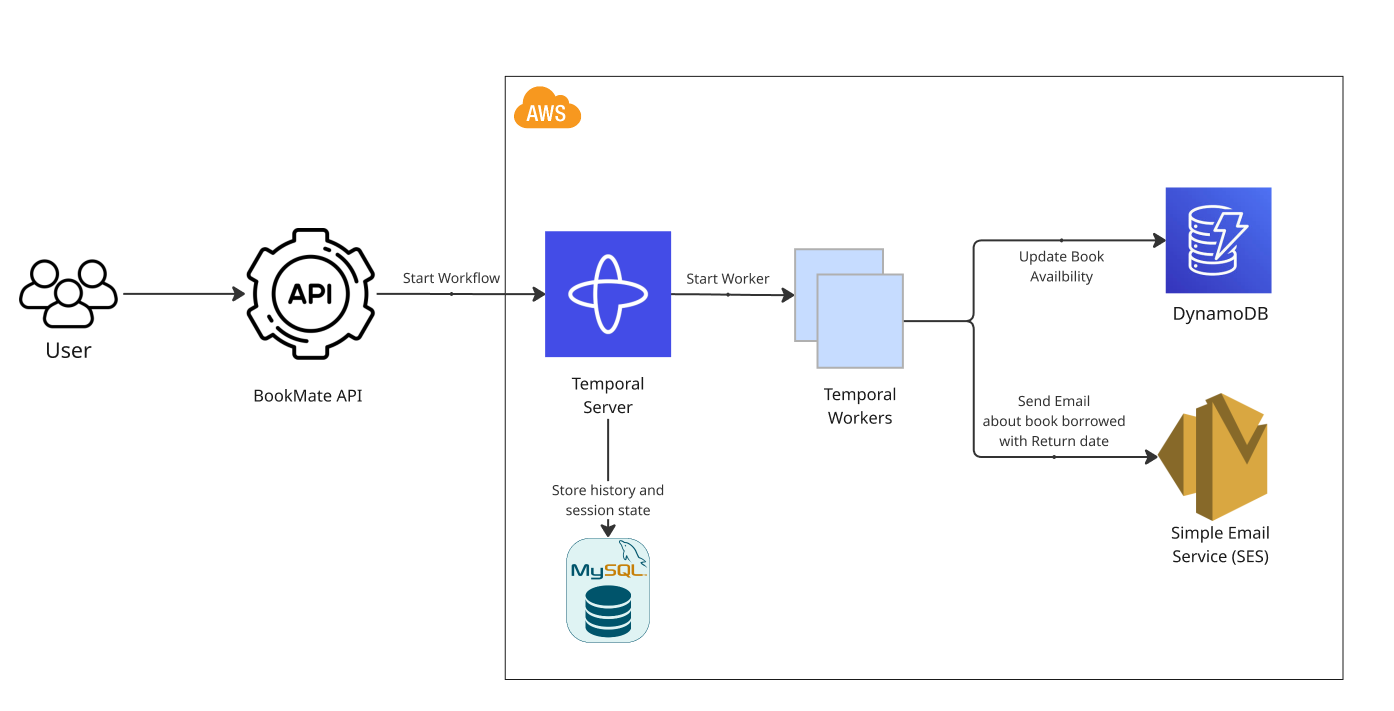 AWS
API
User
BookMate API
Start Workflow
Temporal
Server
Start Worker
Temporal
Workers
Store history and
session state
MySQL
Update Book
Availbility
DynamoDB
Send Email
about book borrowed
with Return date
Simple Email
Service (SES)